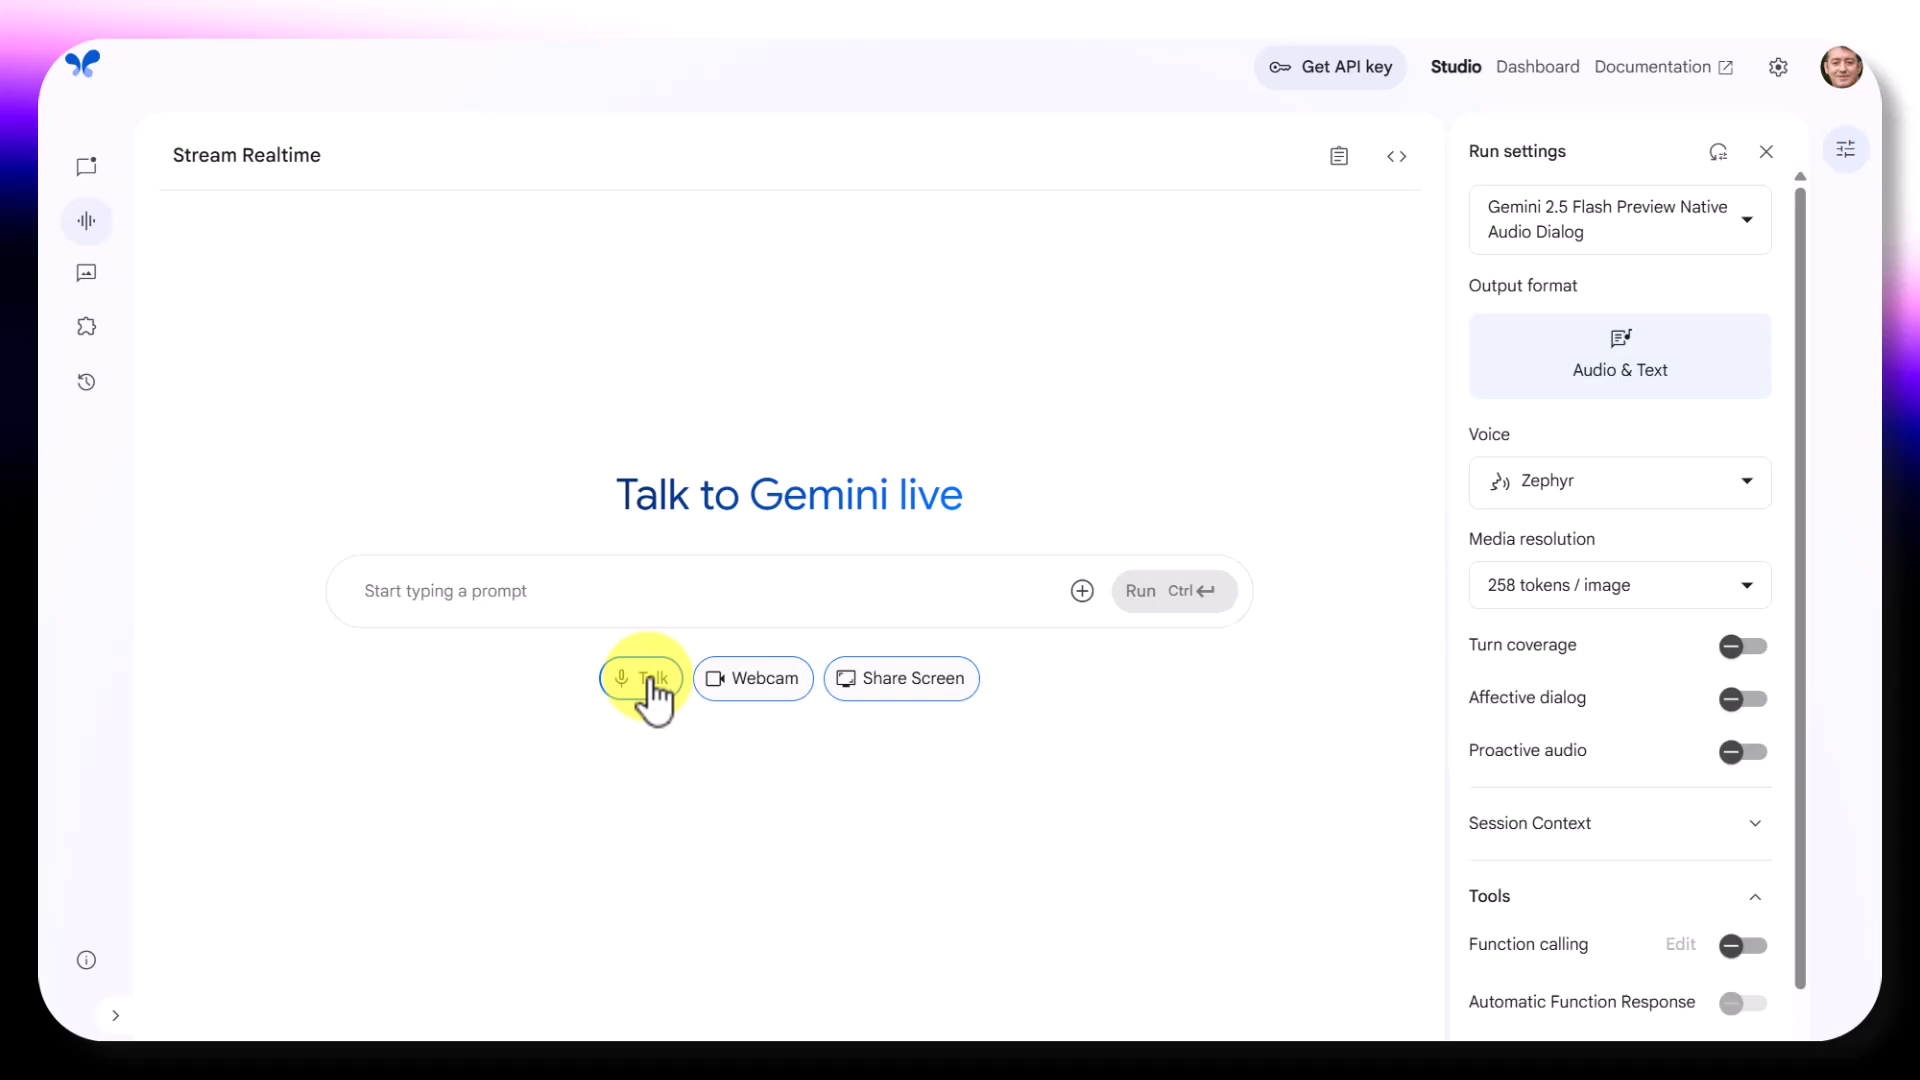 Get API key
Studio
Dashboard
Documentation
Stream Realtime
Talk to Gemini live
Start typing a prompt
Run Ctrl
Talk
Webcam
Share Screen
Run settings
Gemini 2.5 Flash Preview Native
Audio Dialog
Output format
Audio & Text
Voice
Zephyr
Media resolution
258 tokens / image
Turn coverage
Affective dialog
Proactive audio
Session Context
Tools
Function calling
Edit
Automatic Function Response